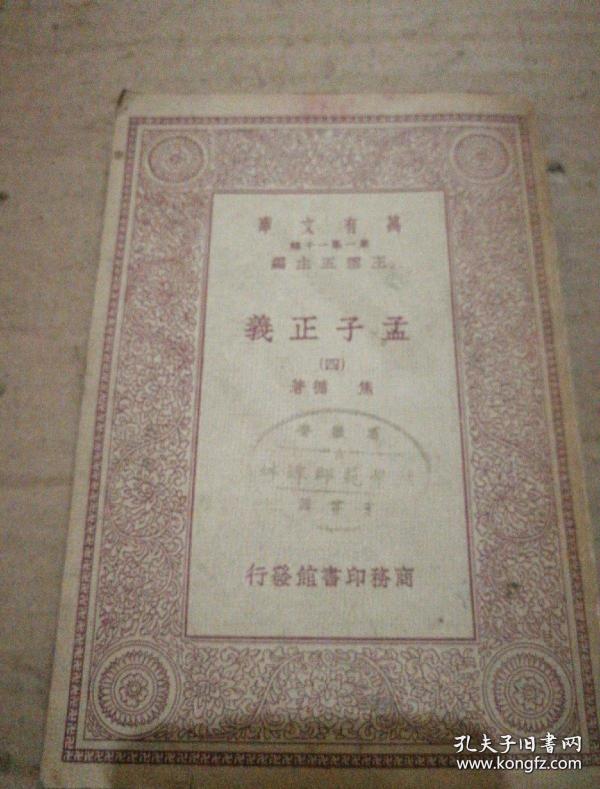 萬有文庫
第一集一千種
王雲五主編
孟子正義
(四)
焦循著
商務印書館發行
孔夫子旧书网
www.kongfz.com